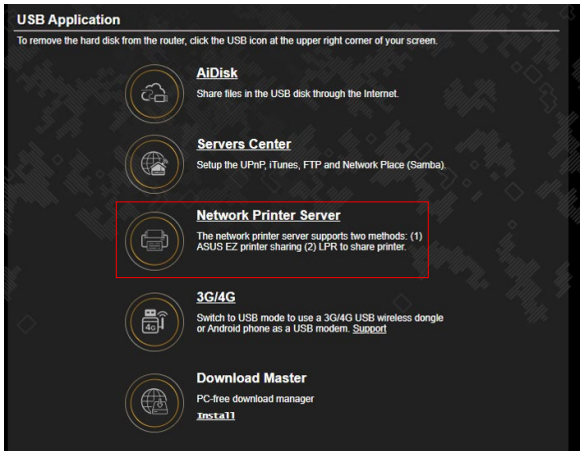 USB Application
To remove the hard disk from the router, click the USB icon at the upper right corner of your screen.
AiDisk
Share files in the USB disk through the Internet.
Servers Center
Setup the UPnP, iTunes, FTP and Network Place (Samba).
Network Printer Server
The network printer server supports two methods: (1)
ASUS EZ printer sharing (2) LPR to share printer.
3G/4G
4G
Switch to USB mode to use a 3G/4G USB wireless dongle
or Android phone as a USB modem. Support
Download Master
PC-free download manager
Install